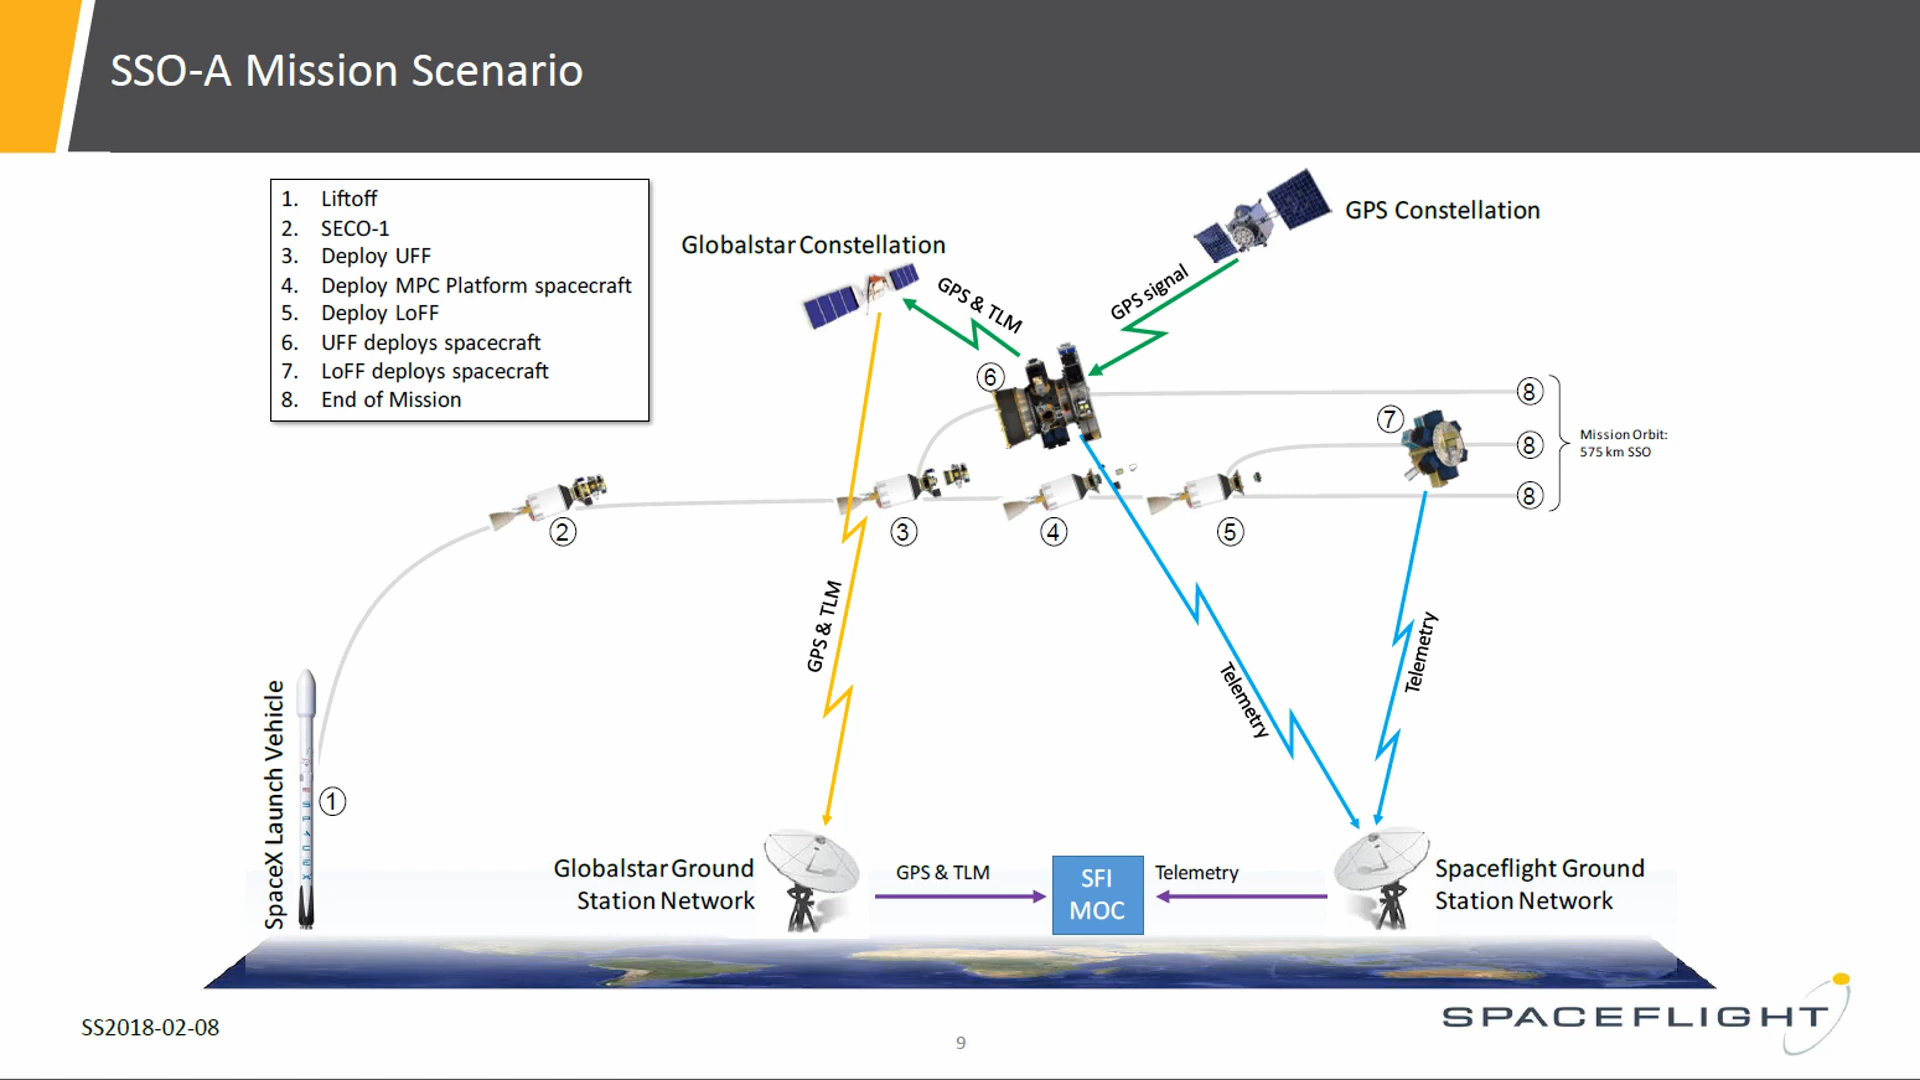 SSO-A Mission Scenario
1. Liftoff
2. SECO-1
3. Deploy UFF
4. Deploy MPC Platform spacecraft
5. Deploy LoFF
6. UFF deploys spacecraft
7. LoFF deploys spacecraft
8. End of Mission
Globalstar Constellation
GPS Constellation
GPS & TLM
GPS signal
6
8
7
8
Mission Orbit:
575 km SSO
8
2
3
4
5
GPS & TLM
Telemetry
Telemetry
SpaceX Launch Vehicle
1
SPACEX
Globalstar Ground
Station Network
GPS & TLM
SFI
MOC
Telemetry
Spaceflight Ground
Station Network
SS2018-02-08
9
SPACEFLIGHT